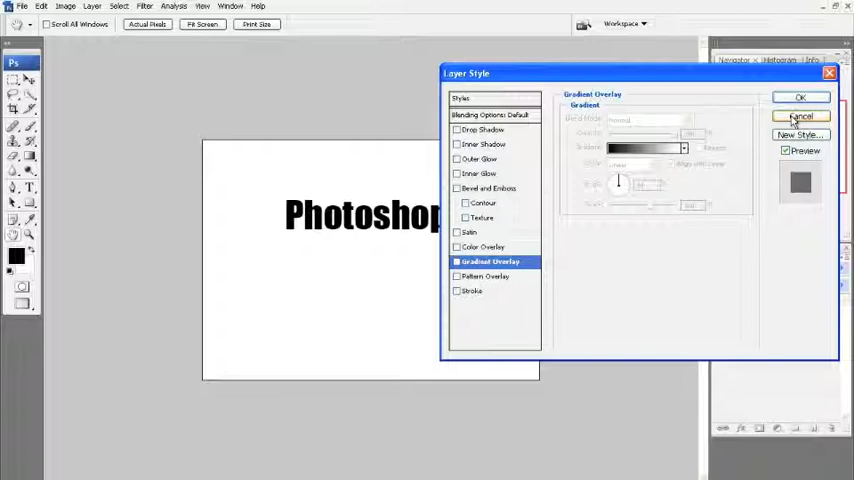 File Edit Image Layer Select Filter Analysis View Window Help
Scroll All Windows Actual Pixels Fit Screen Print Size Workspace
Navigator Histogram Info
Ps
Layer Style
Styles
Blending Options: Default
Drop Shadow
Inner Shadow
Outer Glow
Inner Glow
Bevel and Emboss
Contour
Texture
Satin
Color Overlay
Gradient Overlay
Pattern Overlay
Stroke
Gradient Overlay
Gradient
Blend Mode: Normal
Opacity:
Gradient: Reverse
Style: Linear Align with Layer
Angle:
Scale:
OK
Cancel
New Style...
Preview
Photoshop